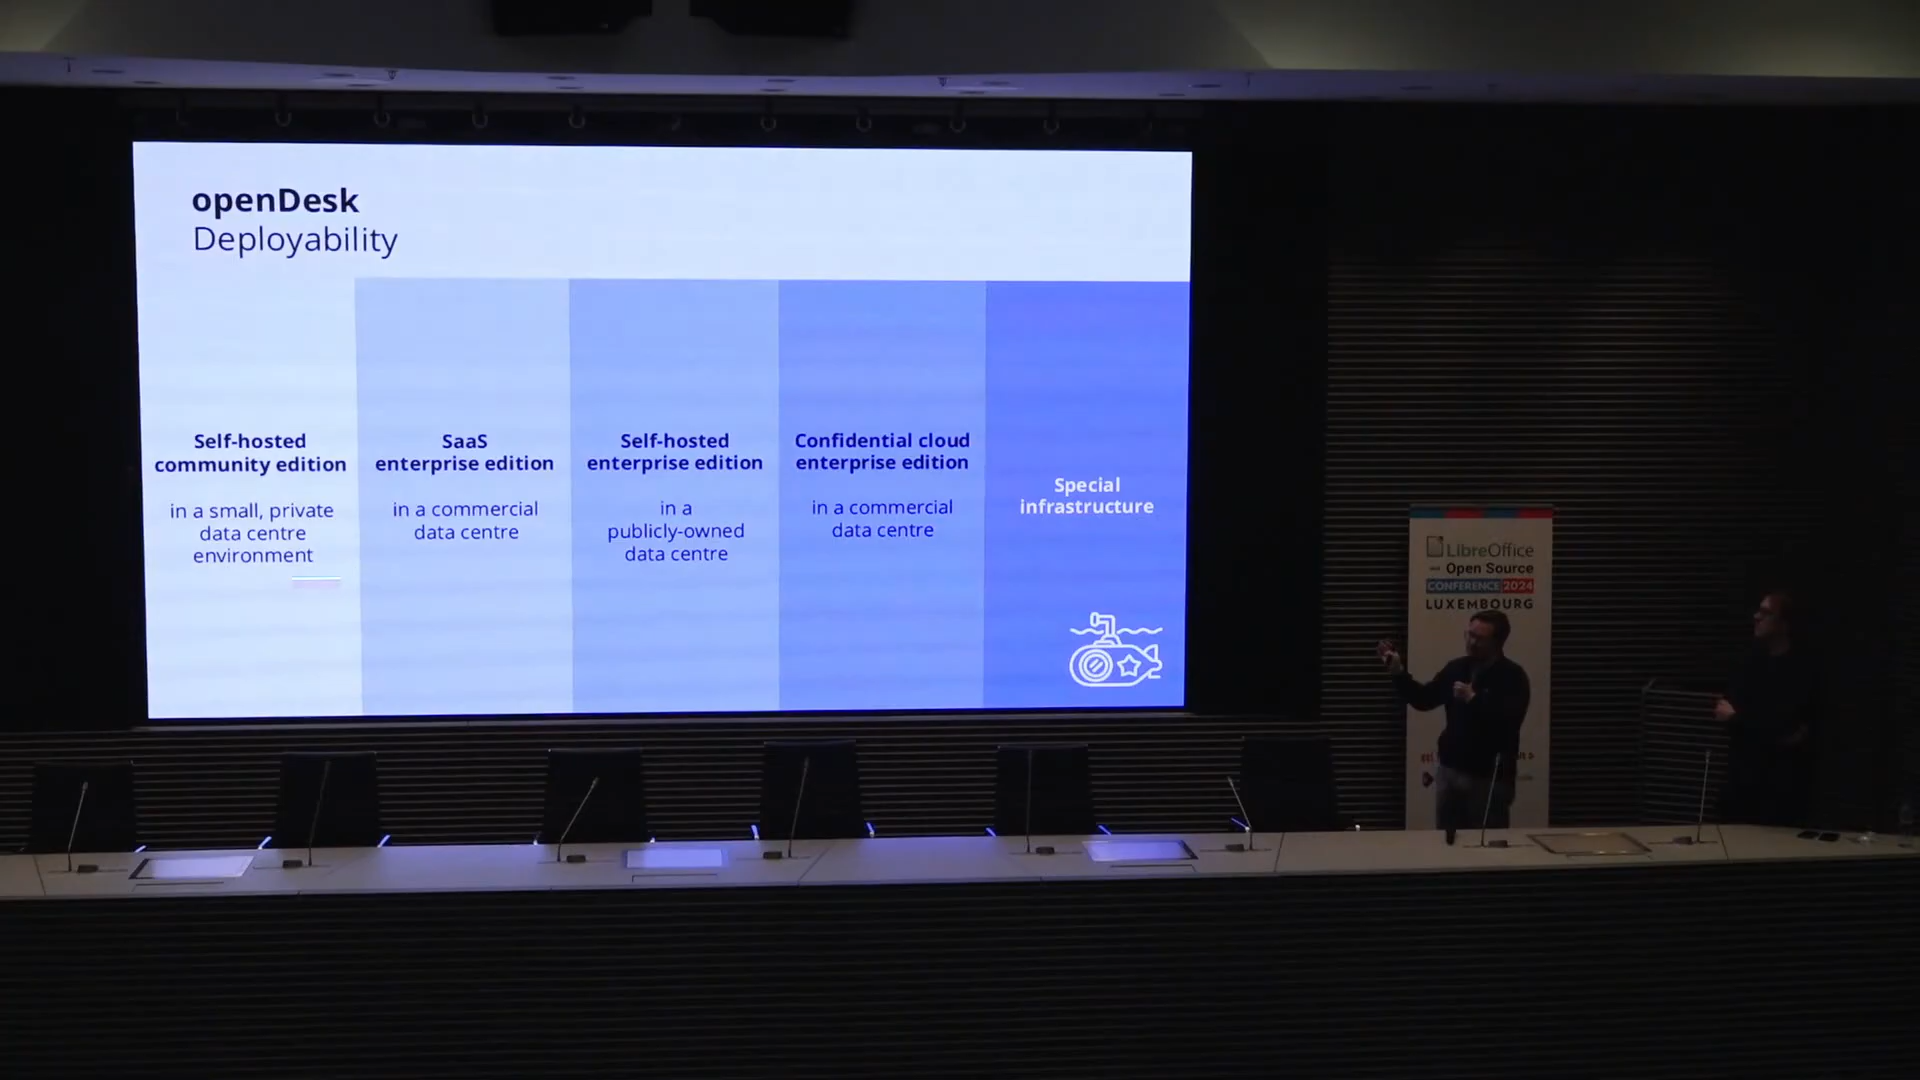 openDesk
Deployability
Self-hosted
community edition
in a small, private
data centre
environment
SaaS
enterprise edition
in a commercial
data centre
Self-hosted
enterprise edition
in a
publicly-owned
data centre
Confidential cloud
enterprise edition
in a commercial
data centre
Special
infrastructure
LibreOffice
Open Source
CONFERENCE 2024
LUXEMBOURG